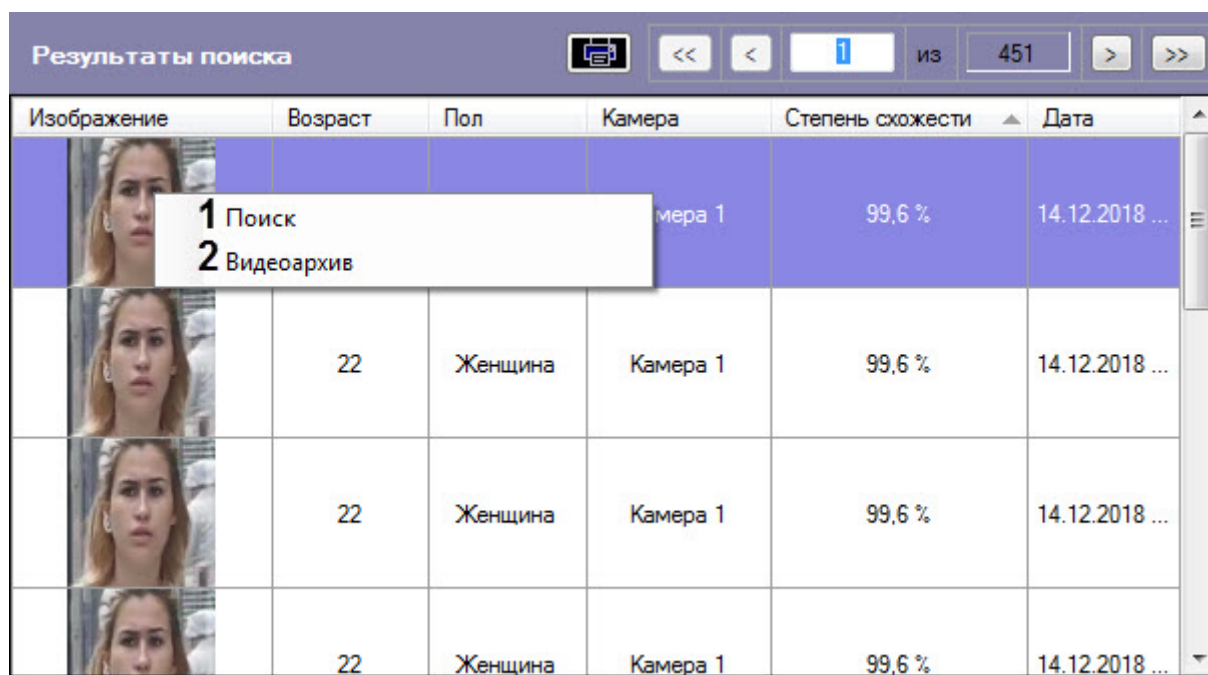 Результаты поиска << < 1 из 451 > >>
Изображение Возраст Пол Камера Степень схожести Дата
мера 1 99,6 % 14.12.2018 ...
1 Поиск
2 Видеоархив
22 Женщина Камера 1 99,6 % 14.12.2018 ...
22 Женщина Камера 1 99,6 % 14.12.2018 ...
22 Женщина Камера 1 99,6 % 14.12.2018 ...